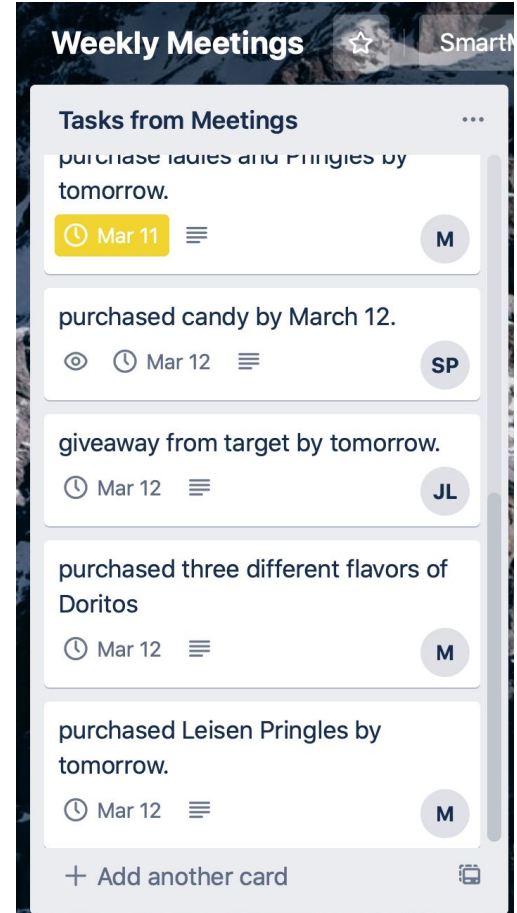 Weekly Meetings
SmartM
Tasks from Meetings
purchase ladies and Pringles by
tomorrow.
Mar 11
M
purchased candy by March 12.
Mar 12
SP
giveaway from target by tomorrow.
Mar 12
JL
purchased three different flavors of
Doritos
Mar 12
M
purchased Leisen Pringles by
tomorrow.
Mar 12
M
+ Add another card